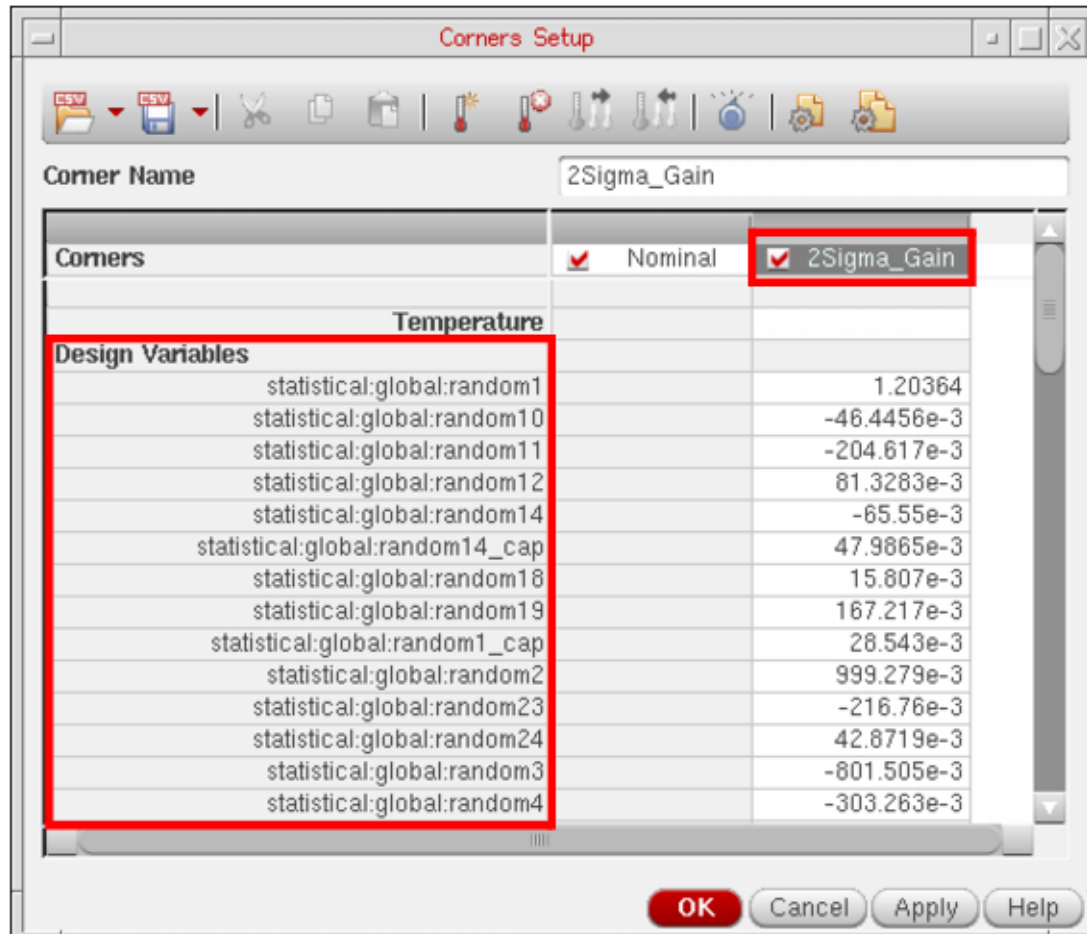 Corners Setup
CSV CSV
Corner Name 2Sigma_Gain
Corners Nominal 2Sigma_Gain
Temperature
Design Variables
statistical:global:random1 1.20364
statistical:global:random10 -46.4456e-3
statistical:global:random11 -204.617e-3
statistical:global:random12 81.3283e-3
statistical:global:random14 -65.55e-3
statistical:global:random14_cap 47.9865e-3
statistical:global:random18 15.807e-3
statistical:global:random19 167.217e-3
statistical:global:random1_cap 28.543e-3
statistical:global:random2 999.279e-3
statistical:global:random23 -216.76e-3
statistical:global:random24 42.8719e-3
statistical:global:random3 -801.505e-3
statistical:global:random4 -303.263e-3
OK Cancel Apply Help